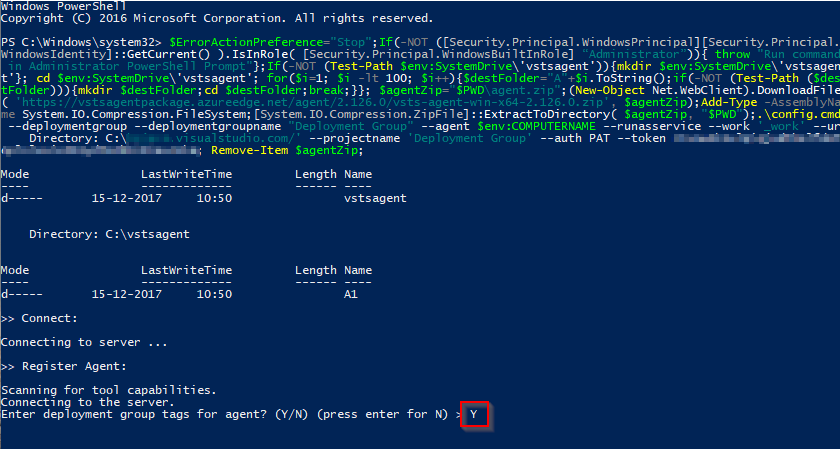 Windows PowerShell
Copyright (C) 2016 Microsoft Corporation. All rights reserved.
PS C:\Windows\system32> $ErrorActionPreference="Stop";If(-NOT ([Security.Principal.WindowsPrincipal][Security.Principal.
WindowsIdentity]::GetCurrent() ).IsInRole( [Security.Principal.WindowsBuiltInRole] "Administrator")){ throw "Run command
in Administrator PowerShell Prompt"};If(-NOT (Test-Path $env:SystemDrive\'vstsagent')){mkdir $env:SystemDrive\'vstsagen
t'}; cd $env:SystemDrive\'vstsagent'; for($i=1; $i -lt 100; $i++){$destFolder="A"+$i.ToString();if(-NOT (Test-Path ($des
tFolder))){mkdir $destFolder;cd $destFolder;break;}}; $agentZip="$PWD\agent.zip";(New-Object Net.WebClient).DownloadFile
( 'https://vstsagentpackage.azureedge.net/agent/2.126.0/vsts-agent-win-x64-2.126.0.zip', $agentZip);Add-Type -AssemblyNa
me System.IO.Compression.FileSystem;[System.IO.Compression.ZipFile]::ExtractToDirectory( $agentZip, "$PWD");.\config.cmd
--deploymentgroup --deploymentgroupname "Deployment Group" --agent $env:COMPUTERNAME --runasservice --work '_work' --ur
Directory: C:\ .visualstudio.com/' --projectname 'Deployment Group' --auth PAT --token
; Remove-Item $agentZip;
Mode LastWriteTime Length Name
---- ------------- ------ ----
d----- 15-12-2017 10:50 vstsagent
Directory: C:\vstsagent
Mode LastWriteTime Length Name
---- ------------- ------ ----
d----- 15-12-2017 10:50 A1
>> Connect:
Connecting to server ...
>> Register Agent:
Scanning for tool capabilities.
Connecting to the server.
Enter deployment group tags for agent? (Y/N) (press enter for N) > Y